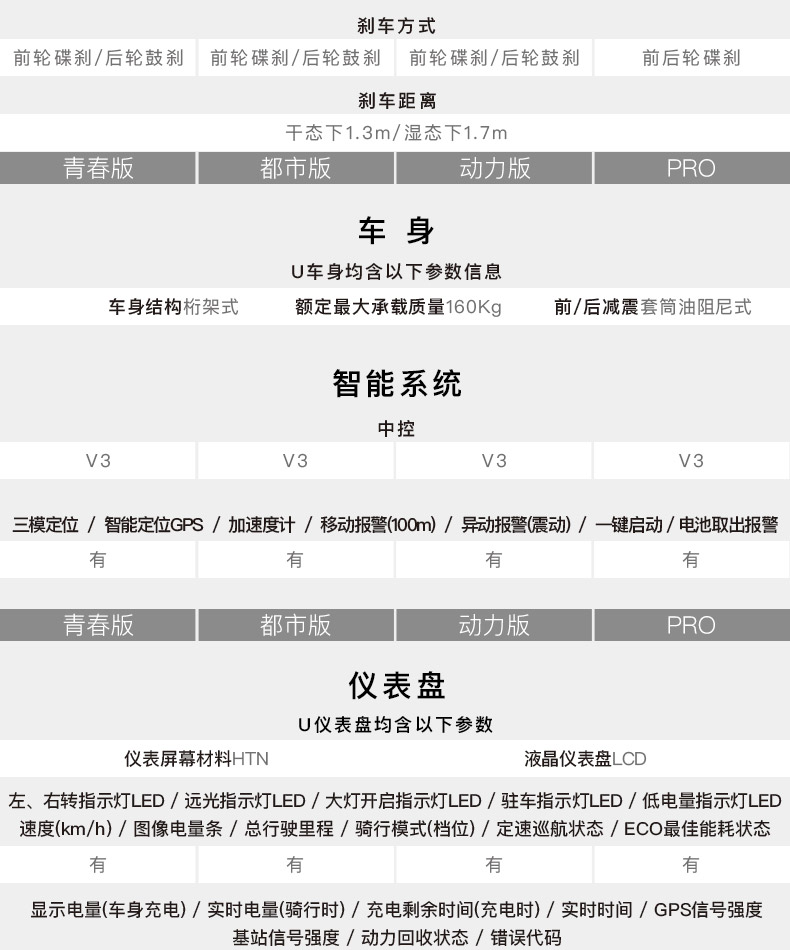 刹车方式
前轮碟刹/后轮鼓刹 前轮碟刹/后轮鼓刹 前轮碟刹/后轮鼓刹 前后轮碟刹
刹车距离
干态下1.3m/湿态下1.7m
青春版 都市版 动力版 PRO
车 身
U车身均含以下参数信息
车身结构桁架式 额定最大承载质量160Kg 前/后减震套筒油阻尼式
智能系统
中控
V3 V3 V3 V3
三模定位 / 智能定位GPS / 加速度计 / 移动报警(100m) / 异动报警(震动) / 一键启动 / 电池取出报警
有 有 有 有
青春版 都市版 动力版 PRO
仪表盘
U仪表盘均含以下参数
仪表屏幕材料HTN 液晶仪表盘LCD
左、右转指示灯LED / 远光指示灯LED / 大灯开启指示灯LED / 驻车指示灯LED / 低电量指示灯LED
速度(km/h) / 图像电量条 / 总行驶里程 / 骑行模式(档位) / 定速巡航状态 / ECO最佳能耗状态
有 有 有 有
显示电量(车身充电) / 实时电量(骑行时) / 充电剩余时间(充电时) / 实时时间 / GPS信号强度
基站信号强度 / 动力回收状态 / 错误代码